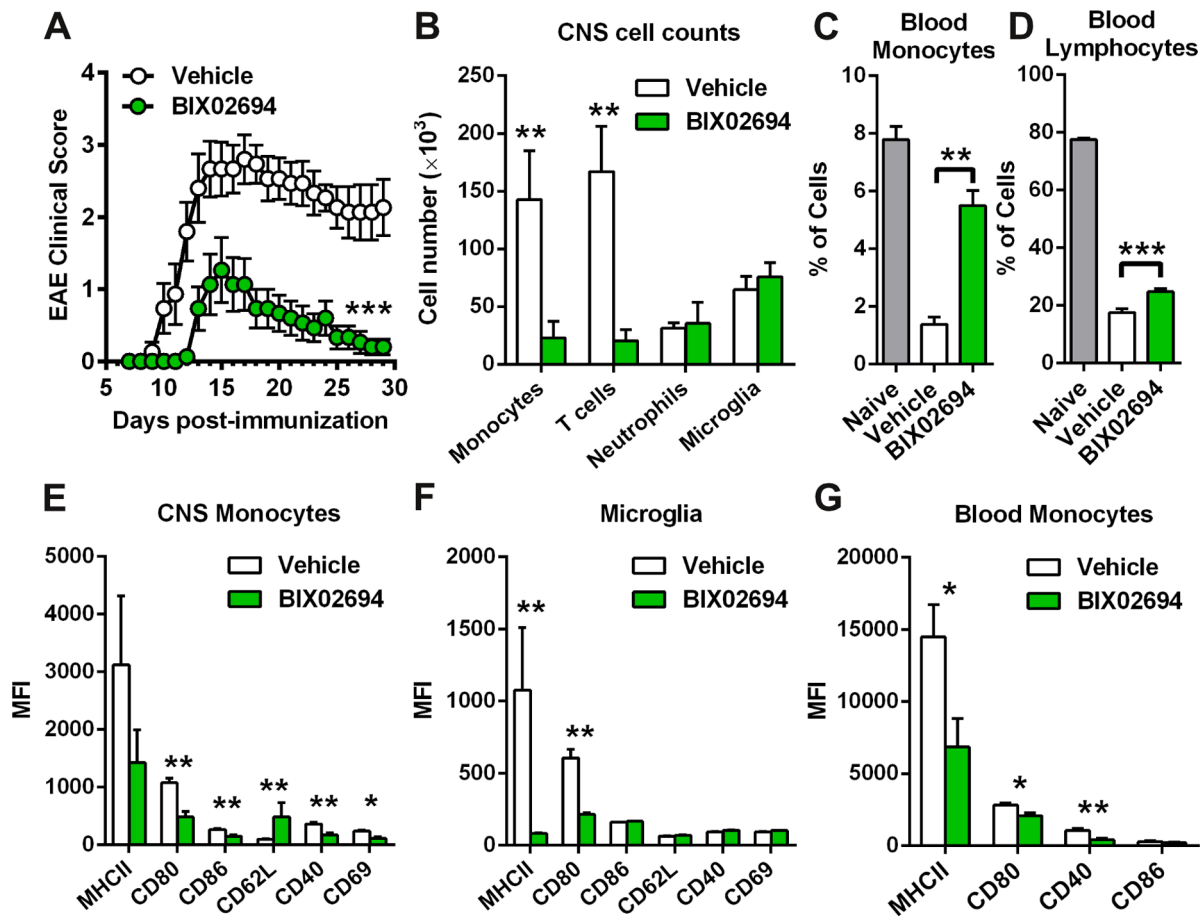 A
Vehicle
BIX02694
EAE Clinical Score
4
3
2
1
0
***
5 10 15 20 25 30
Days post-immunization
B
CNS cell counts
Vehicle
BIX02694
Cell number (×10³)
250
200
150
100
50
0
** **
Monocytes
T cells
Neutrophils
Microglia
C
Blood
Monocytes
% of Cells
8
6
4
2
0
**
Naive
Vehicle
BIX02694
D
Blood
Lymphocytes
% of Cells
100
80
60
40
20
0
***
Naive
Vehicle
BIX02694
E
CNS Monocytes
Vehicle
BIX02694
MFI
5000
4000
3000
2000
1000
0
** ** ** ** *
MHCII
CD80
CD86
CD62L
CD40
CD69
F
Microglia
Vehicle
BIX02694
MFI
2000
1500
1000
500
0
** **
MHCII
CD80
CD86
CD62L
CD40
CD69
G
Blood Monocytes
Vehicle
BIX02694
MFI
20000
15000
10000
5000
0
* * **
MHCII
CD80
CD40
CD86